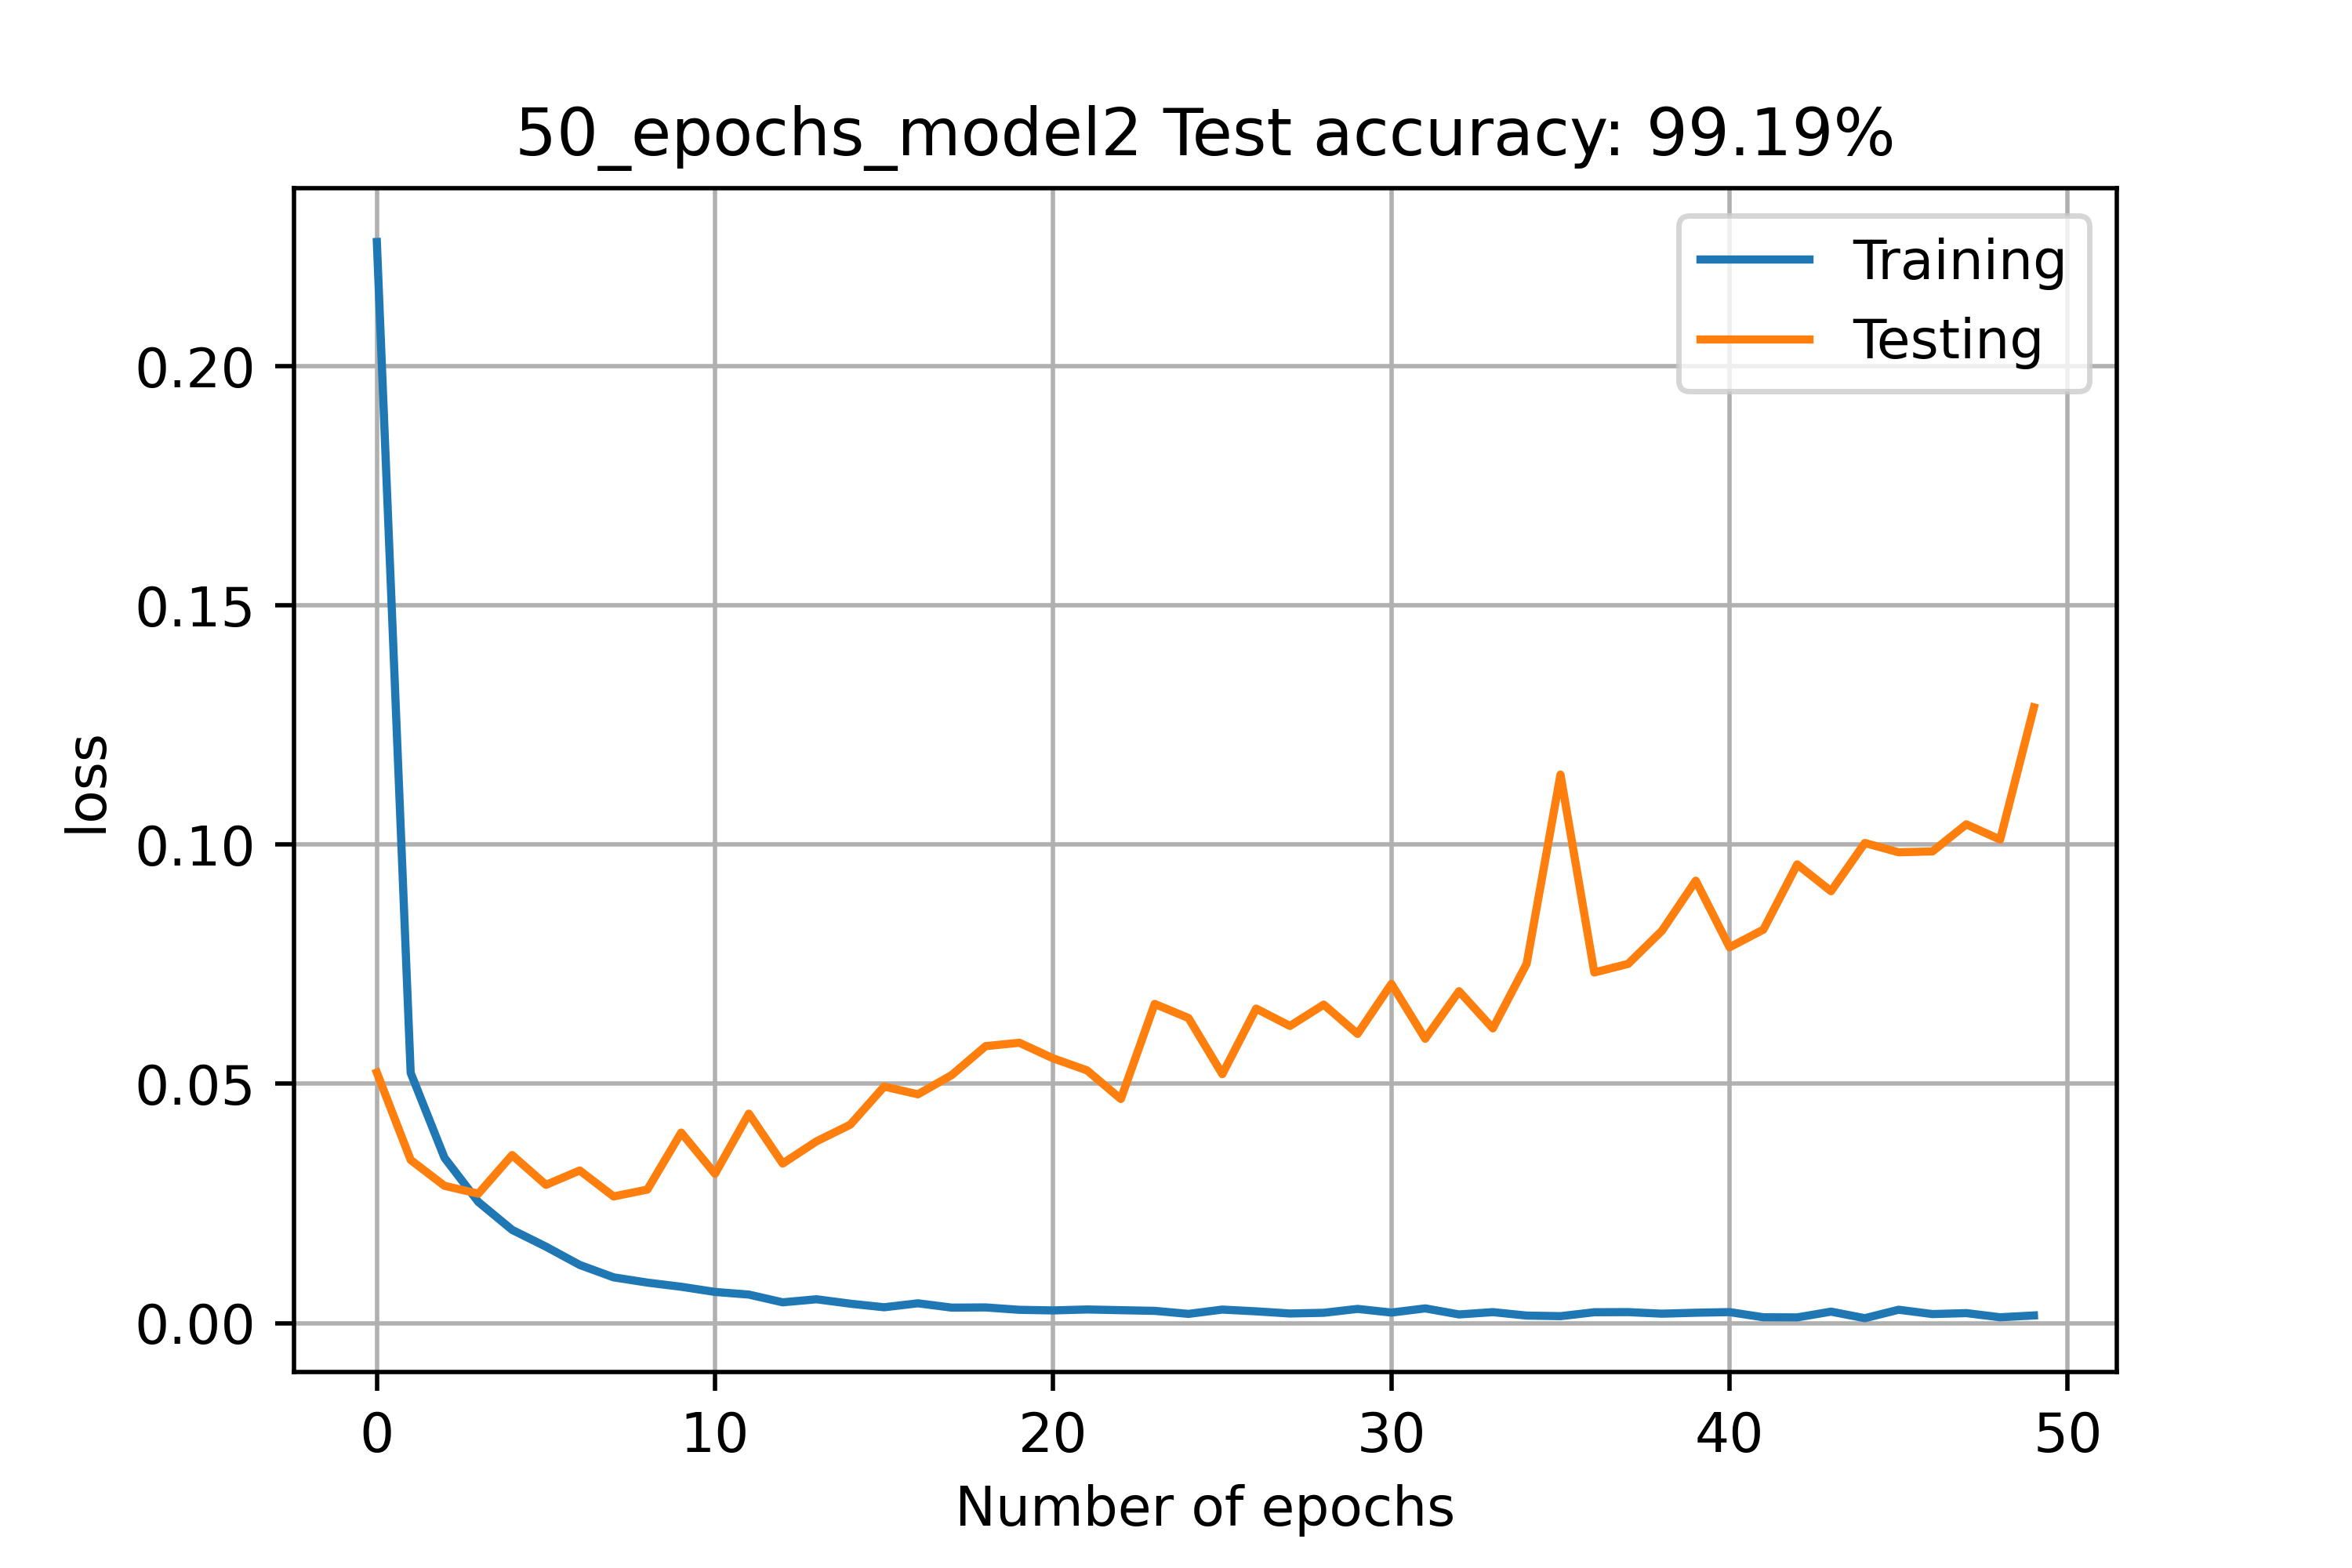 50_epochs_model2 Test accuracy: 99.19%
Training
Testing
0.20
0.15
0.10
0.05
0.00
loss
0 10 20 30 40 50
Number of epochs